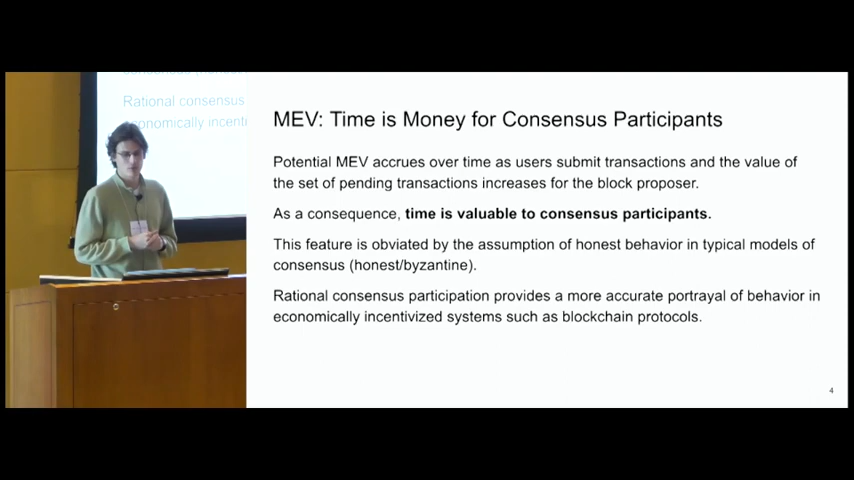 Rational consensus
economically incenti
MEV: Time is Money for Consensus Participants
Potential MEV accrues over time as users submit transactions and the value of
the set of pending transactions increases for the block proposer.
As a consequence, time is valuable to consensus participants.
This feature is obviated by the assumption of honest behavior in typical models of
consensus (honest/byzantine).
Rational consensus participation provides a more accurate portrayal of behavior in
economically incentivized systems such as blockchain protocols.
4